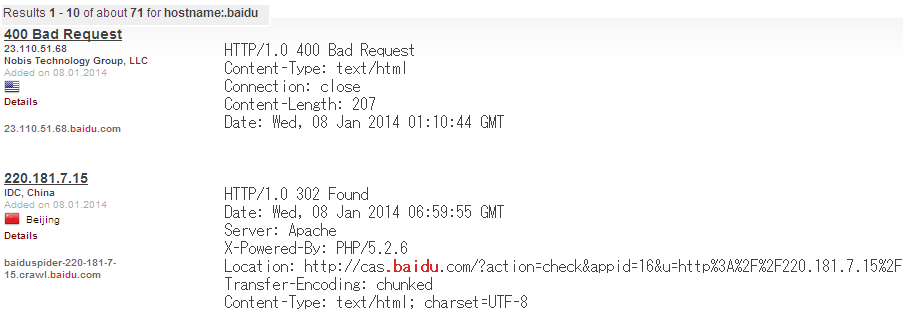 Results 1 - 10 of about 71 for hostname:.baidu
400 Bad Request
23.110.51.68
Nobis Technology Group, LLC
Added on 08.01.2014
Details
23.110.51.68.baidu.com
HTTP/1.0 400 Bad Request
Content-Type: text/html
Connection: close
Content-Length: 207
Date: Wed, 08 Jan 2014 01:10:44 GMT
220.181.7.15
IDC, China
Added on 08.01.2014
Beijing
Details
baiduspider-220-181-7-
15.crawl.baidu.com
HTTP/1.0 302 Found
Date: Wed, 08 Jan 2014 06:59:55 GMT
Server: Apache
X-Powered-By: PHP/5.2.6
Location: http://cas.baidu.com/?action=check&appid=16&u=http%3A%2F%2F220.181.7.15%2F
Transfer-Encoding: chunked
Content-Type: text/html; charset=UTF-8